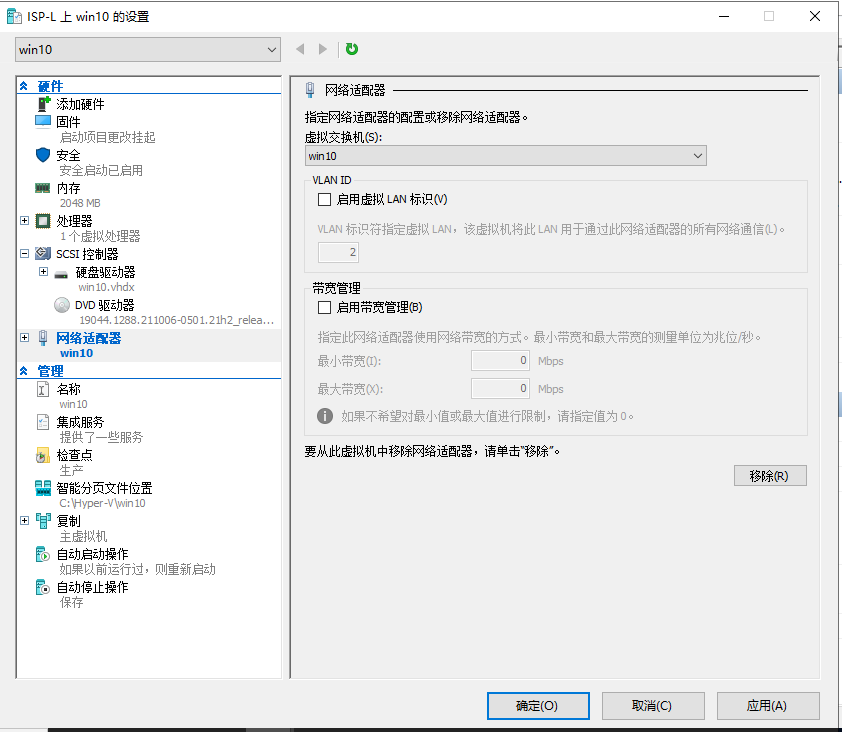 ISP-L 上 win10 的设置
win10
硬件
添加硬件
固件
启动项目更改挂起
安全
安全启动已启用
内存
2048 MB
处理器
1 个虚拟处理器
SCSI 控制器
硬盘驱动器
win10.vhdx
DVD 驱动器
19044.1288.211006-0501.21h2_relea...
网络适配器
win10
管理
名称
win10
集成服务
提供了一些服务
检查点
生产
智能分页文件位置
C:\Hyper-V\win10
复制
主虚拟机
自动启动操作
如果以前运行过，则重新启动
自动停止操作
保存
网络适配器
指定网络适配器的配置或移除网络适配器。
虚拟交换机(S):
win10
VLAN ID
启用虚拟 LAN 标识(V)
VLAN 标识符指定虚拟 LAN，该虚拟机将此 LAN 用于通过此网络适配器的所有网络通信(L)。
2
带宽管理
启用带宽管理(B)
指定此网络适配器使用网络带宽的方式。最小带宽和最大带宽的测量单位为兆位/秒。
最小带宽(I): 0 Mbps
最大带宽(X): 0 Mbps
如果不希望对最小值或最大值进行限制，请指定值为 0。
要从此虚拟机中移除网络适配器，请单击"移除"。
移除(R)
确定(O) 取消(C) 应用(A)